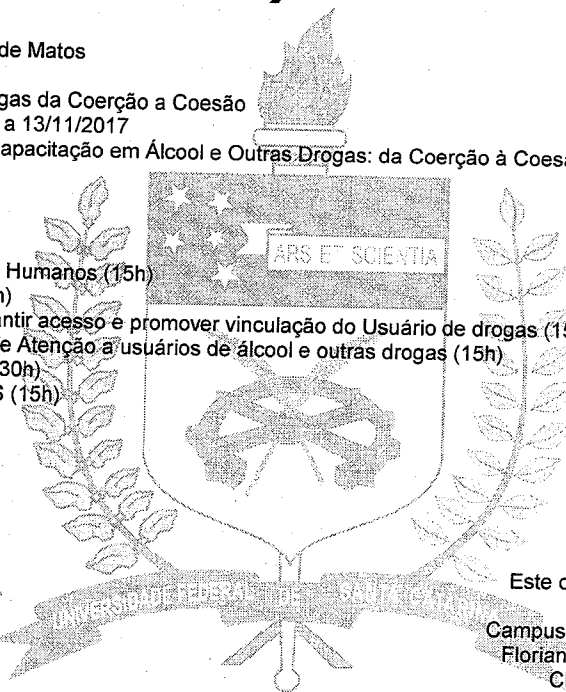 de Matos
gas da Coerção a Coesão
a 13/11/2017
apacitação em Álcool e Outras Drogas: da Coerção à Coesã
ARS ET SCIENTIA
Humanos (15h)
h)
antir acesso e promover vinculação do Usuário de drogas (15
e Atenção a usuários de álcool e outras drogas (15h)
30h)
S (15h)
Este d
UNIVERSIDADE FEDERAL DE SANTA CATARINA
Campus
Florian